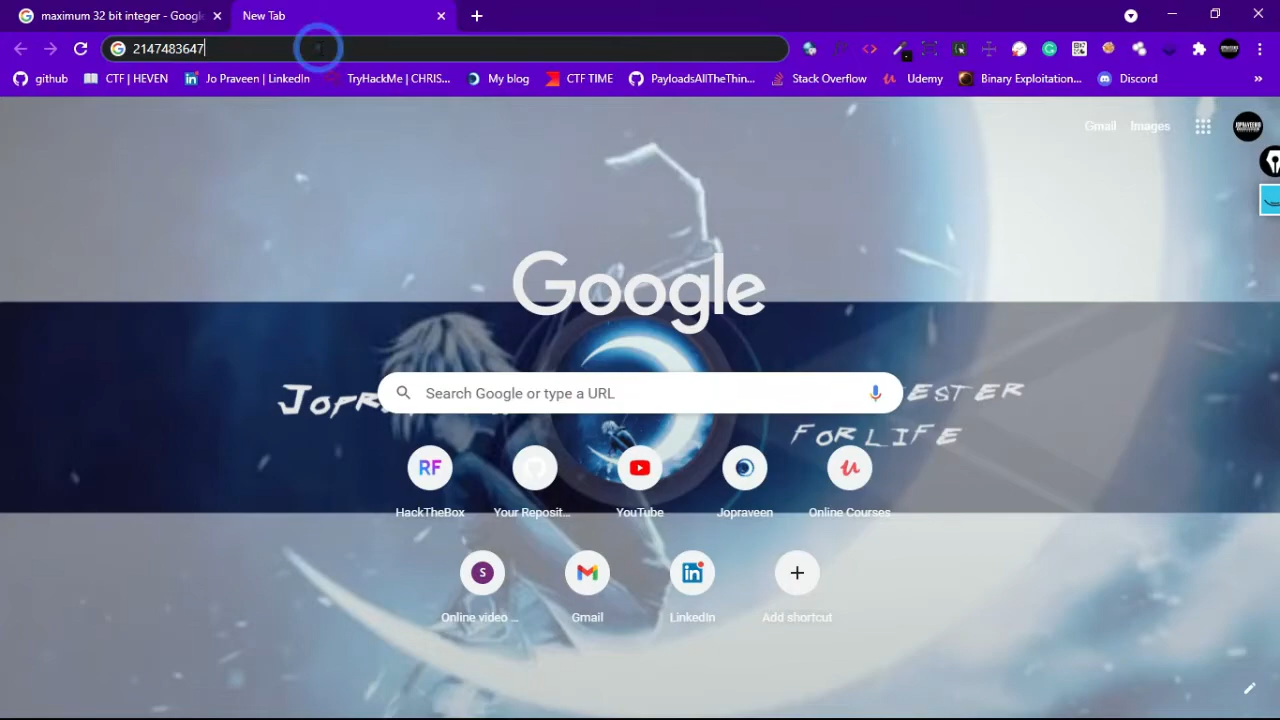 maximum 32 bit integer - Google
New Tab
2147483647
github
CTF | HEVEN
Jo Praveen | LinkedIn
TryHackMe | CHRIS...
My blog
CTF TIME
PayloadsAllTheThin...
Stack Overflow
Udemy
Binary Exploitation...
Discord
»
Gmail
Images
Google
Search Google or type a URL
FOR LIFE
RF
HackTheBox
Your Reposit...
YouTube
Jopraveen
Online Courses
S
Online video ...
Gmail
LinkedIn
Add shortcut